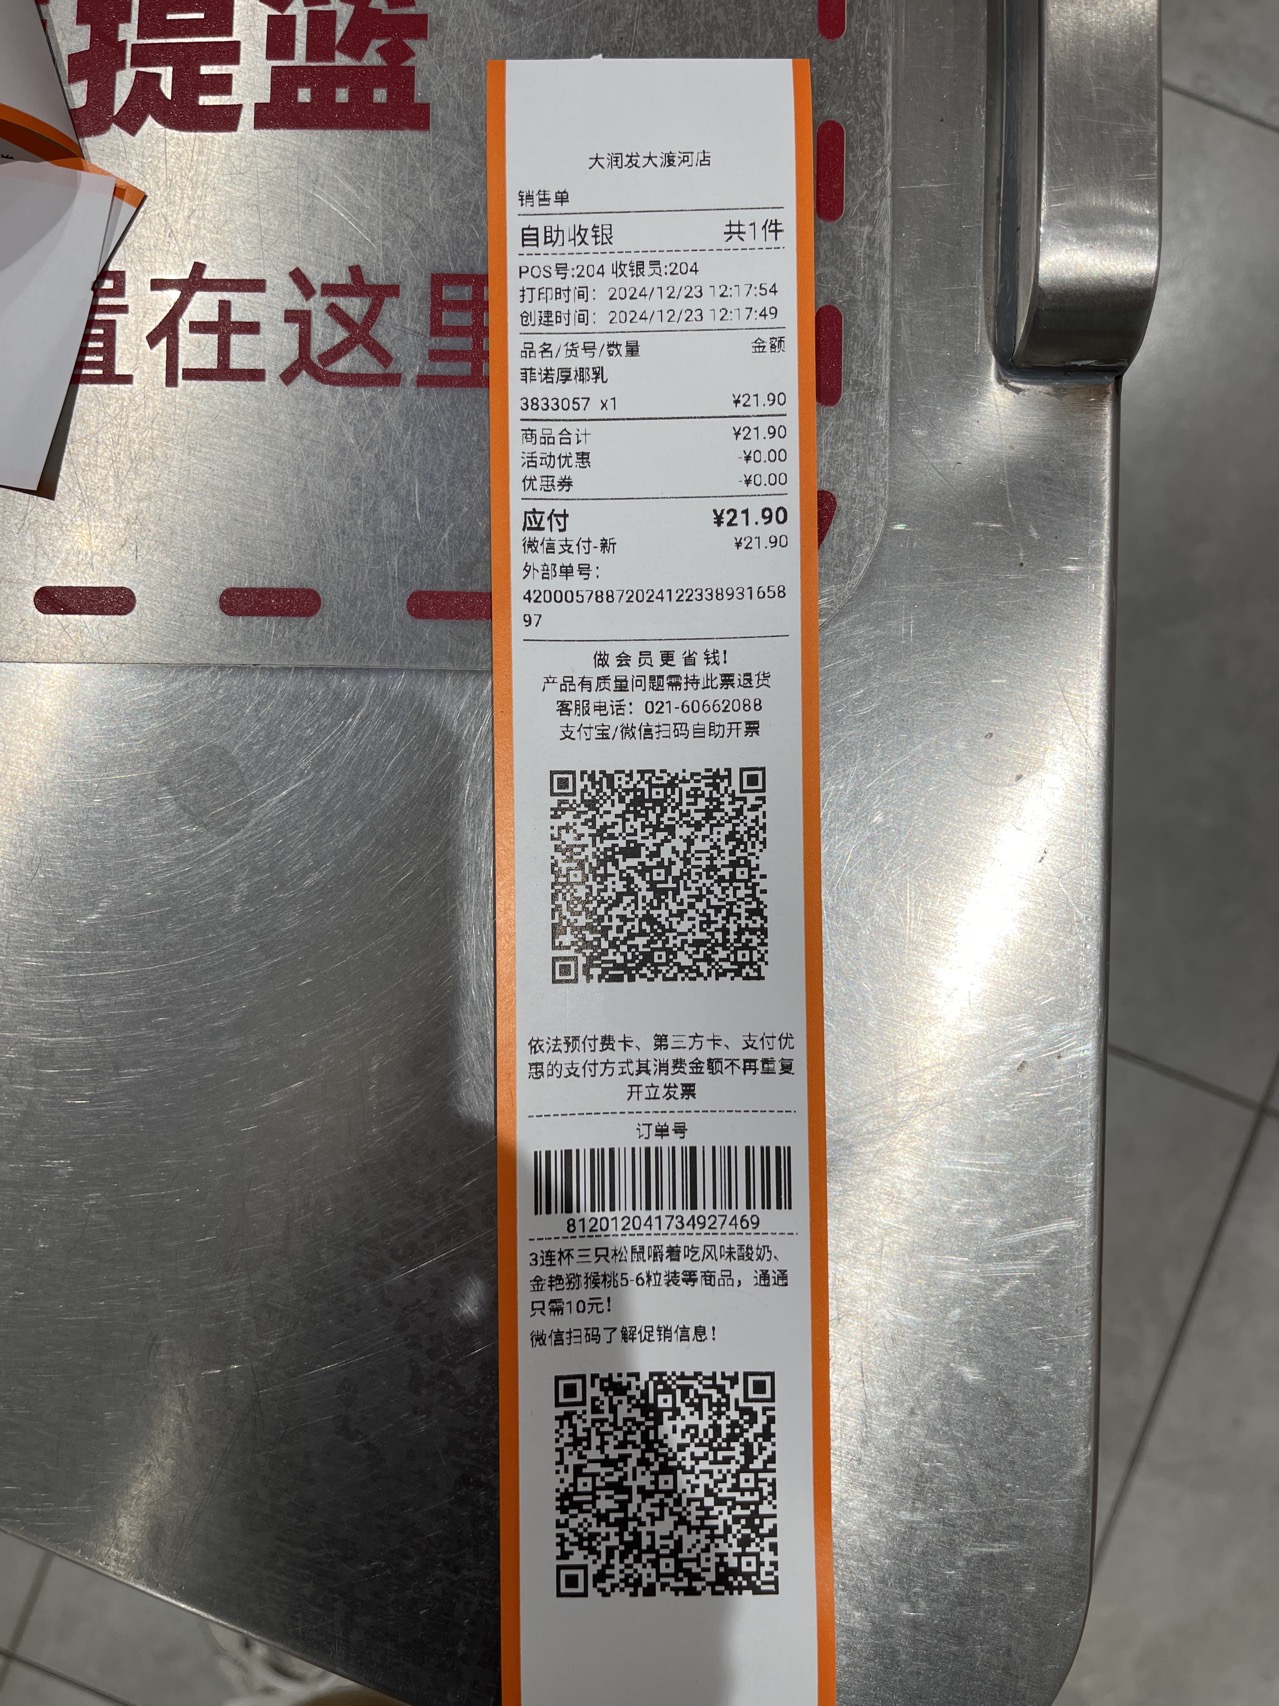 提篮
置在这里
大润发大渡河店
销售单
自助收银 共1件
POS号:204 收银员:204
打印时间: 2024/12/23 12:17:54
创建时间: 2024/12/23 12:17:49
品名/货号/数量 金额
菲诺厚椰乳
3833057 x1 ¥21.90
商品合计 ¥21.90
活动优惠 -¥0.00
优惠券 -¥0.00
应付 ¥21.90
微信支付-新 ¥21.90
外部单号:
42000578872024122338931658
97
做会员更省钱!
产品有质量问题需持此票退货
客服电话: 021-60662088
支付宝/微信扫码自助开票
依法预付费卡、第三方卡、支付优
惠的支付方式其消费金额不再重复
开立发票
订单号
812012041734927469
3连杯三只松鼠嚼着吃风味酸奶、
金艳猕猴桃5-6粒装等商品，通通
只需10元!
微信扫码了解促销信息!